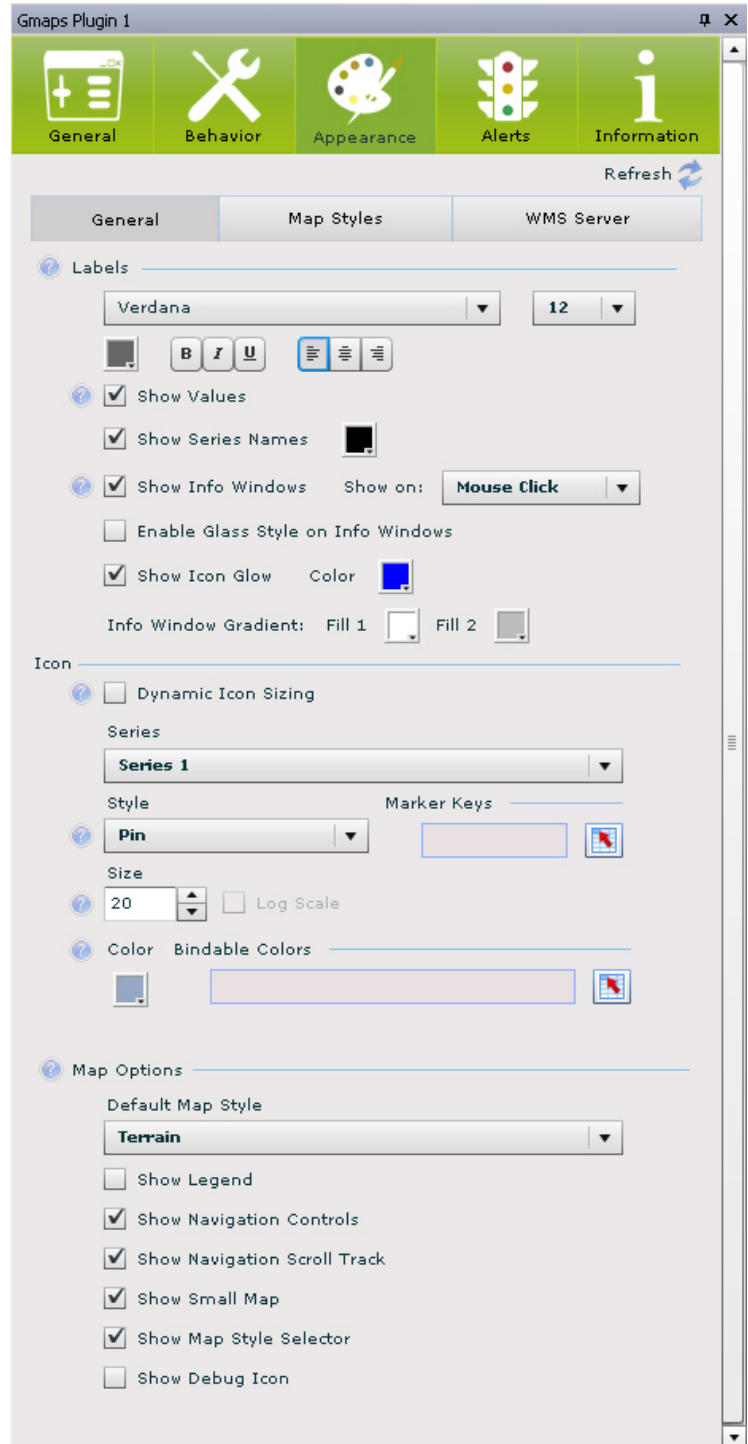 Gmaps Plugin 1
General Behavior Appearance Alerts Information
Refresh
General Map Styles WMS Server
Labels
Verdana 12
B I U
Show Values
Show Series Names
Show Info Windows Show on: Mouse Click
Enable Glass Style on Info Windows
Show Icon Glow Color
Info Window Gradient: Fill 1 Fill 2
Icon
Dynamic Icon Sizing
Series
Series 1
Style Marker Keys
Pin
Size
20 Log Scale
Color Bindable Colors
Map Options
Default Map Style
Terrain
Show Legend
Show Navigation Controls
Show Navigation Scroll Track
Show Small Map
Show Map Style Selector
Show Debug Icon